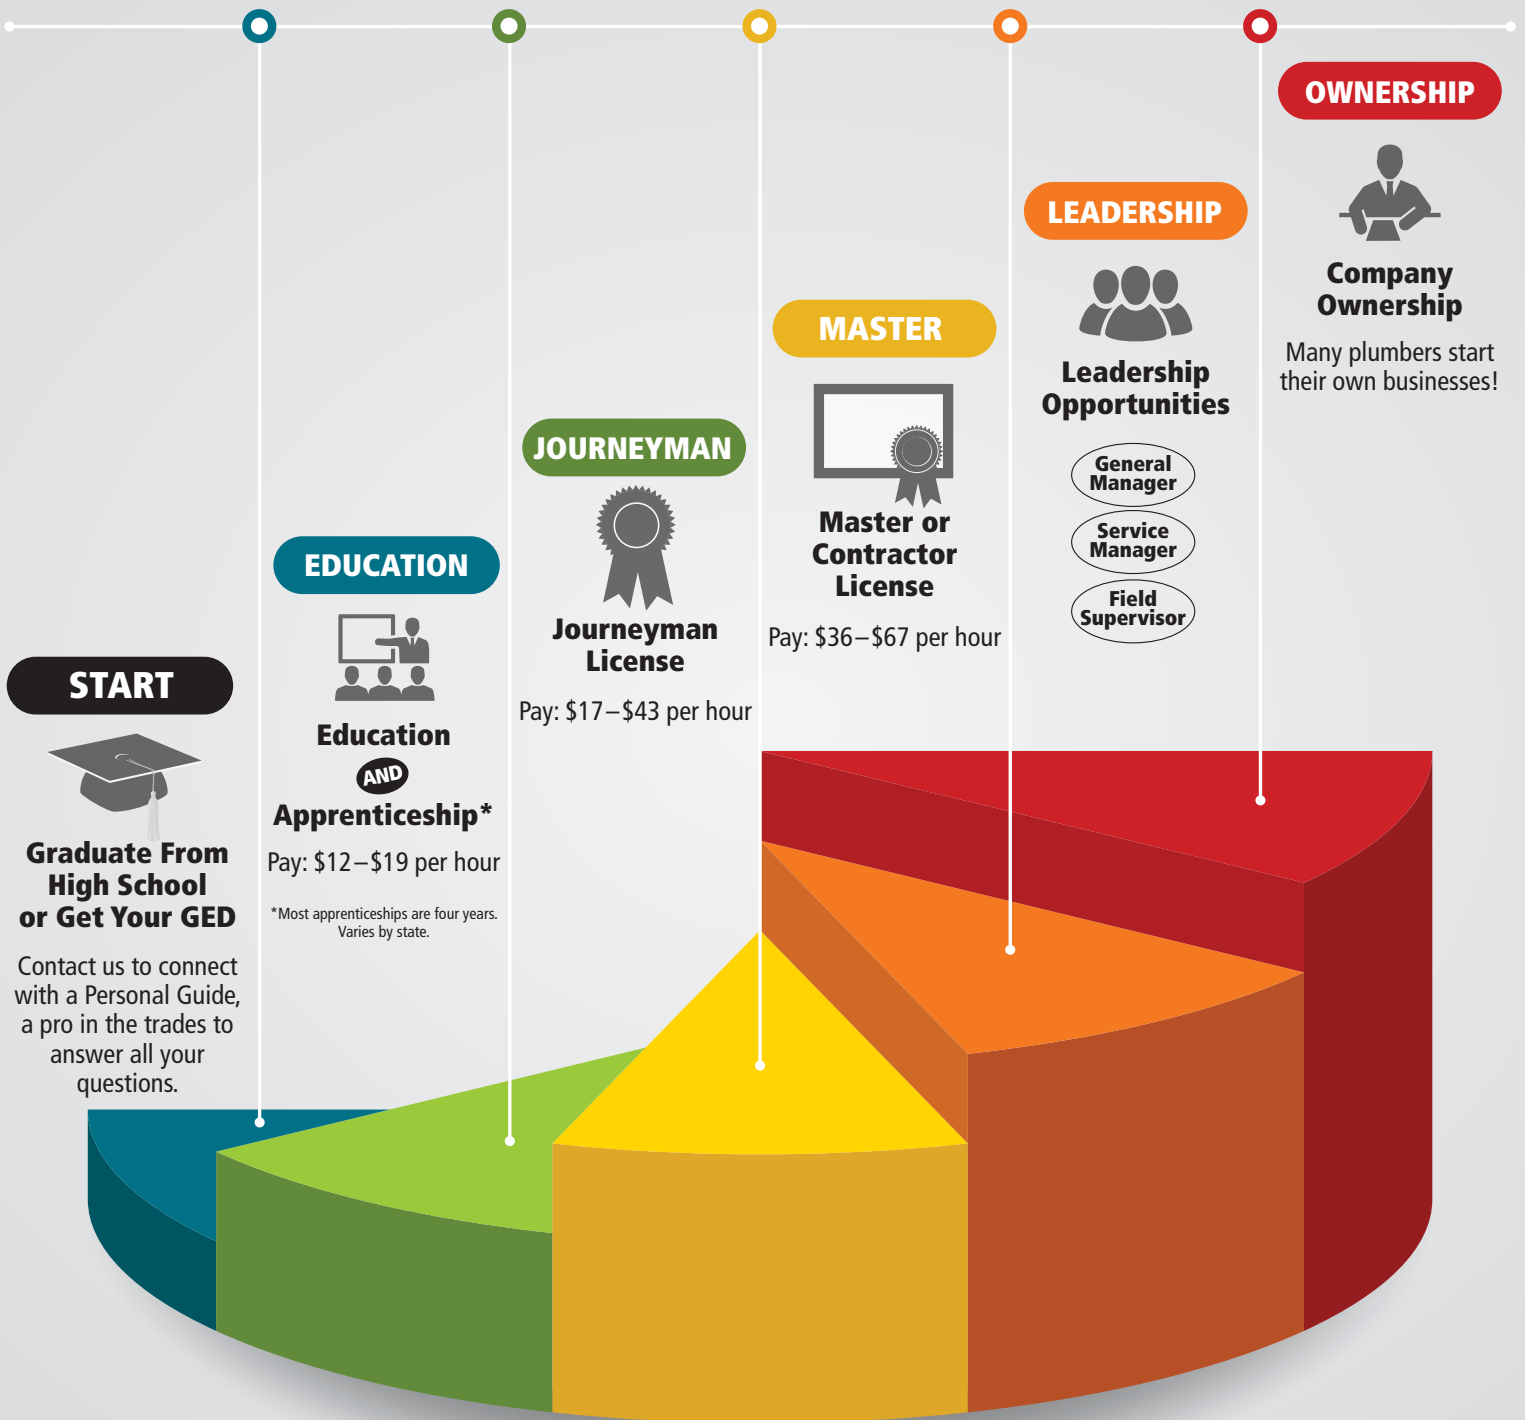 START
Graduate From
High School
or Get Your GED
Contact us to connect
with a Personal Guide,
a pro in the trades to
answer all your
questions.
EDUCATION
Education
AND
Apprenticeship*
Pay: $12–$19 per hour
*Most apprenticeships are four years.
Varies by state.
JOURNEYMAN
Journeyman
License
Pay: $17–$43 per hour
MASTER
Master or
Contractor
License
Pay: $36–$67 per hour
LEADERSHIP
Leadership
Opportunities
General
Manager
Service
Manager
Field
Supervisor
OWNERSHIP
Company
Ownership
Many plumbers start
their own businesses!